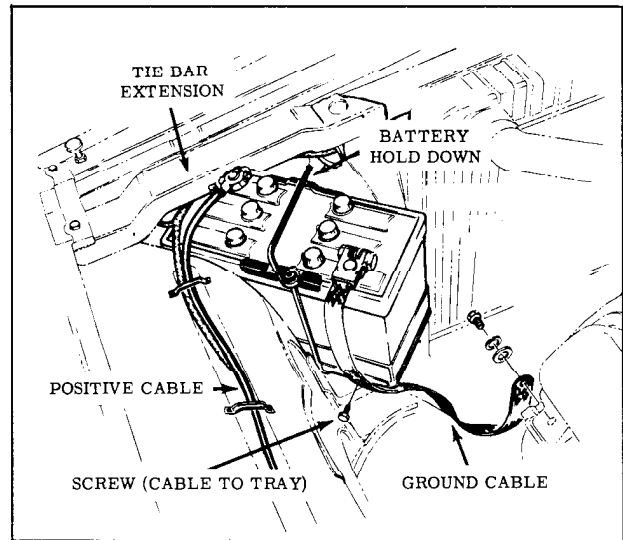 TIE BAR
EXTENSION
BATTERY
HOLD DOWN
POSITIVE CABLE
SCREW (CABLE TO TRAY)
GROUND CABLE